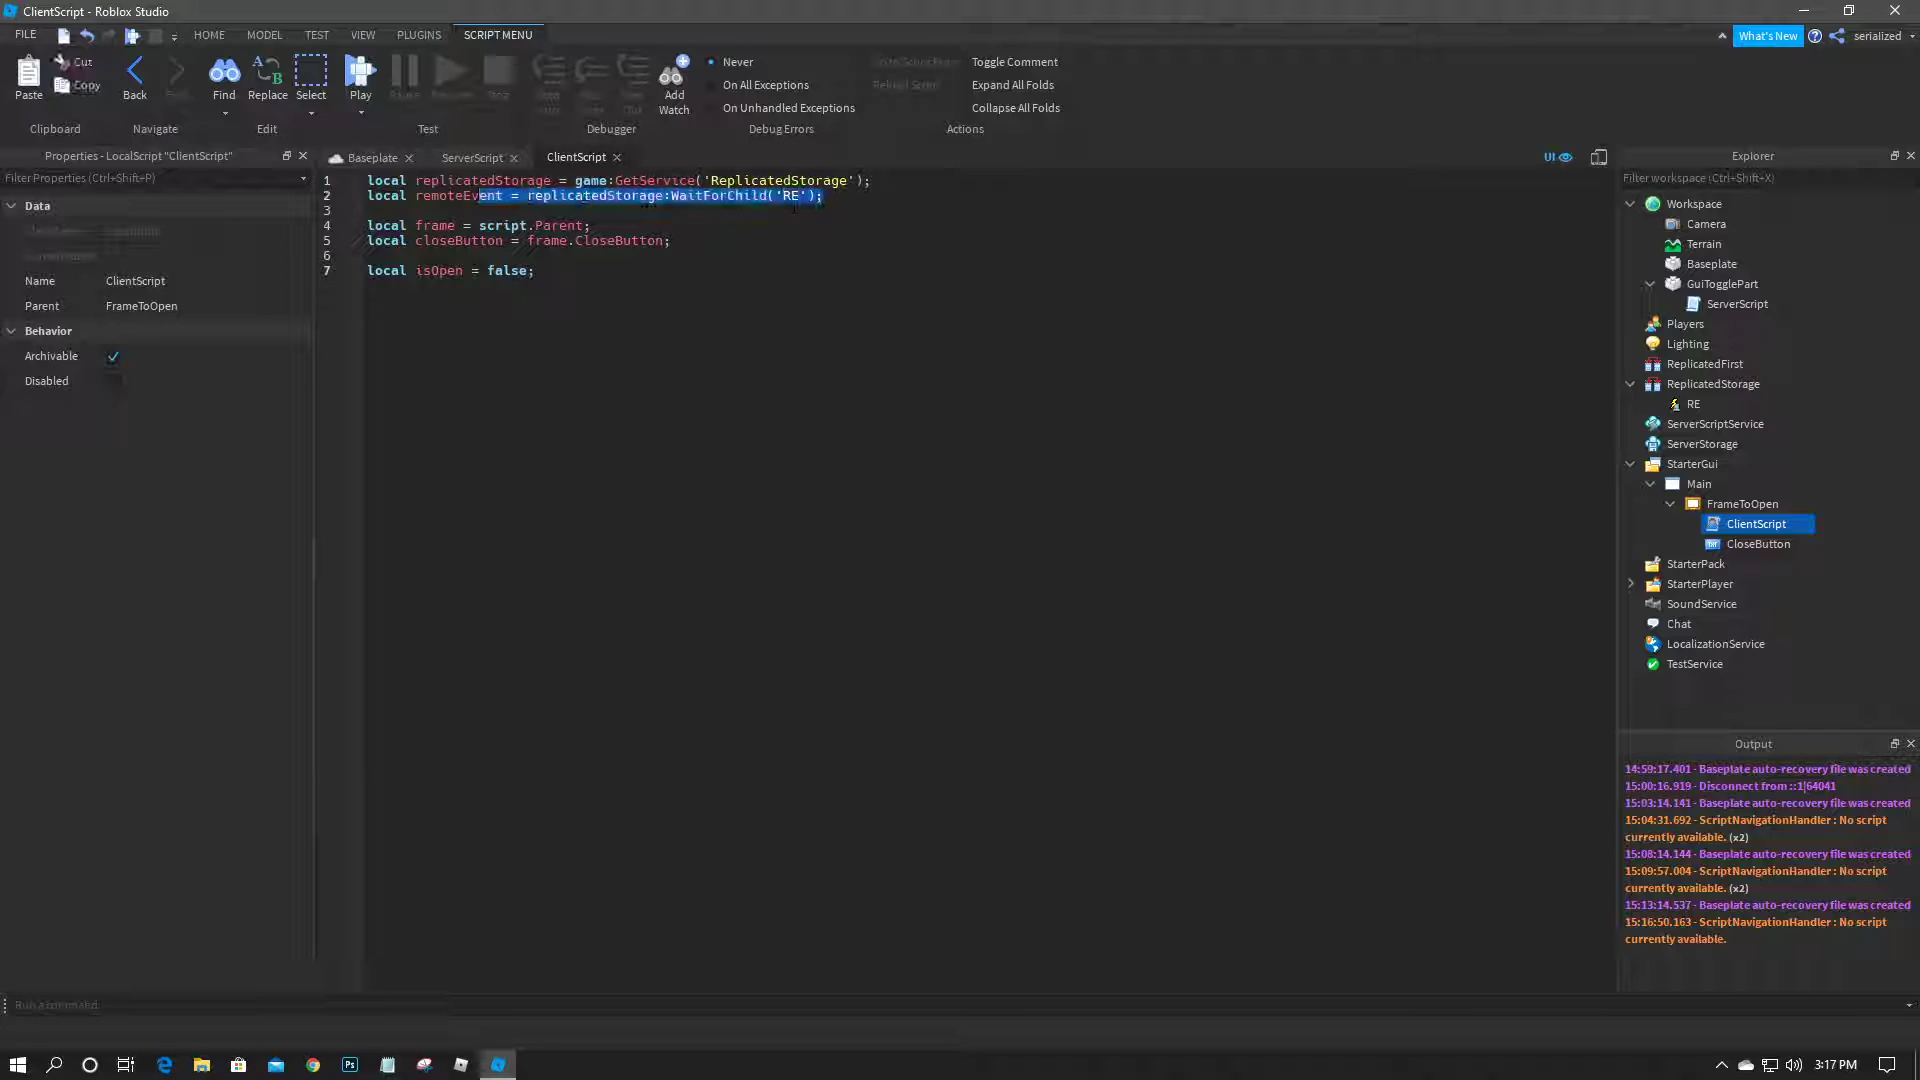 ClientScript - Roblox Studio
FILE HOME MODEL TEST VIEW PLUGINS SCRIPT MENU What's New serialized
Cut
Copy
Paste Back Find Replace Select Play Add Watch
Never
On All Exceptions
On Unhandled Exceptions
Toggle Comment
Expand All Folds
Collapse All Folds
Clipboard Navigate Edit Test Debugger Debug Errors Actions
Properties - LocalScript "ClientScript"
Filter Properties (Ctrl+Shift+P)
Data
Name ClientScript
Parent FrameToOpen
Behavior
Archivable
Disabled
Baseplate ServerScript ClientScript UI
1 local replicatedStorage = game:GetService('ReplicatedStorage');
2 local remoteEvent = replicatedStorage:WaitForChild('RE');
3
4 local frame = script.Parent;
5 local closeButton = frame.CloseButton;
6
7 local isOpen = false;
Explorer
Filter workspace (Ctrl+Shift+X)
Workspace
Camera
Terrain
Baseplate
GuiTogglePart
ServerScript
Players
Lighting
ReplicatedFirst
ReplicatedStorage
RE
ServerScriptService
ServerStorage
StarterGui
Main
FrameToOpen
ClientScript
CloseButton
StarterPack
StarterPlayer
SoundService
Chat
LocalizationService
TestService
Output
14:59:17.401 - Baseplate auto-recovery file was created
15:00:16.919 - Disconnect from ::1|64041
15:03:14.141 - Baseplate auto-recovery file was created
15:04:31.692 - ScriptNavigationHandler : No script
currently available. (x2)
15:08:14.144 - Baseplate auto-recovery file was created
15:09:57.004 - ScriptNavigationHandler : No script
currently available. (x2)
15:13:14.537 - Baseplate auto-recovery file was created
15:16:50.163 - ScriptNavigationHandler : No script
currently available.
Run a command
3:17 PM